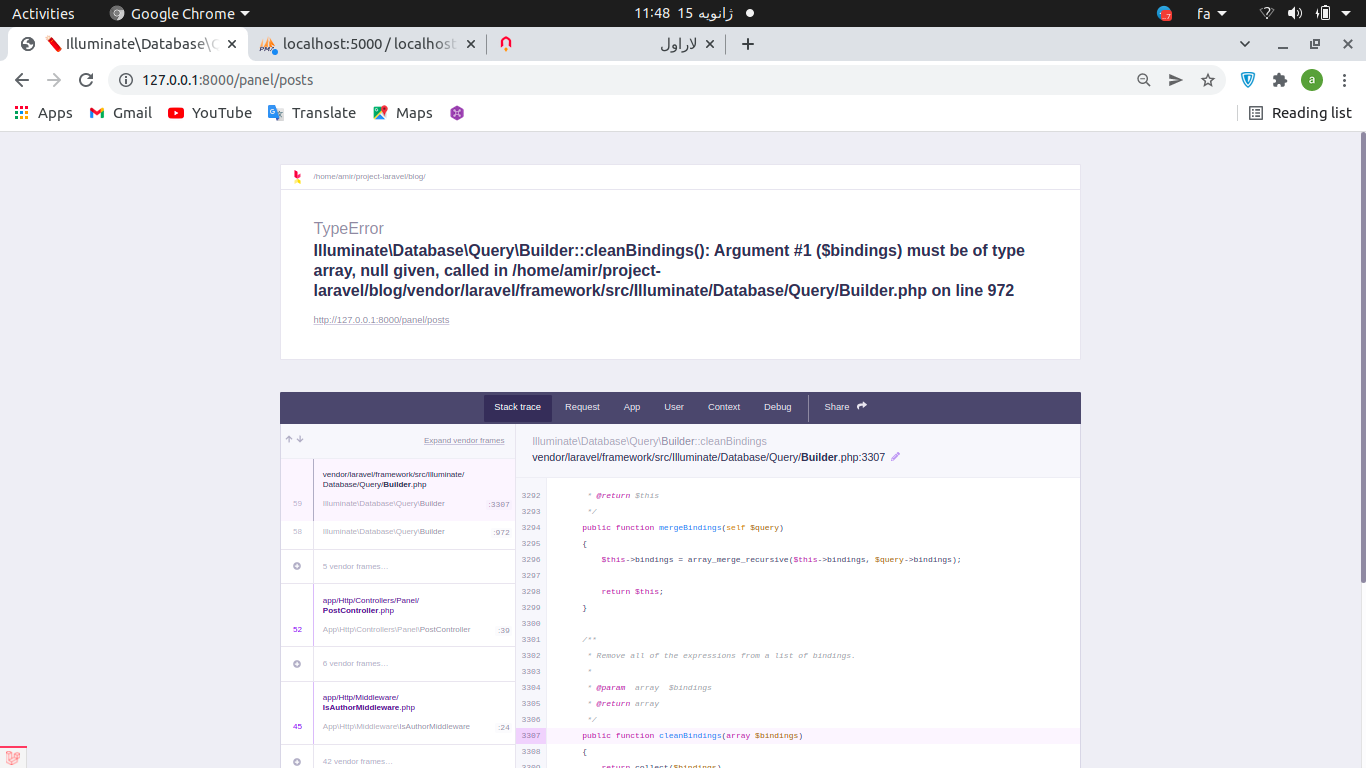 Activities Google Chrome 11:48 15 ژانویه fa
Illuminate\Database\Q localhost:5000 / localhost لاراول
127.0.0.1:8000/panel/posts a
Apps Gmail YouTube Translate Maps Reading list
/home/amir/project-laravel/blog/
TypeError
Illuminate\Database\Query\Builder::cleanBindings(): Argument #1 ($bindings) must be of type
array, null given, called in /home/amir/project-
laravel/blog/vendor/laravel/framework/src/Illuminate/Database/Query/Builder.php on line 972
http://127.0.0.1:8000/panel/posts
Stack trace Request App User Context Debug Share
Expand vendor frames
vendor/laravel/framework/src/Illuminate/
Database/Query/Builder.php
59 Illuminate\Database\Query\Builder :3307
58 Illuminate\Database\Query\Builder :972
5 vendor frames…
app/Http/Controllers/Panel/
PostController.php
52 App\Http\Controllers\Panel\PostController :39
6 vendor frames…
app/Http/Middleware/
IsAuthorMiddleware.php
45 App\Http\Middleware\IsAuthorMiddleware :24
42 vendor frames…
Illuminate\Database\Query\Builder::cleanBindings
vendor/laravel/framework/src/Illuminate/Database/Query/Builder.php:3307
3292 * @return $this
3293 */
3294 public function mergeBindings(self $query)
3295 {
3296 $this->bindings = array_merge_recursive($this->bindings, $query->bindings);
3297
3298 return $this;
3299 }
3300
3301 /**
3302 * Remove all of the expressions from a list of bindings.
3303 *
3304 * @param array $bindings
3305 * @return array
3306 */
3307 public function cleanBindings(array $bindings)
3308 {
3309 return collect($bindings)